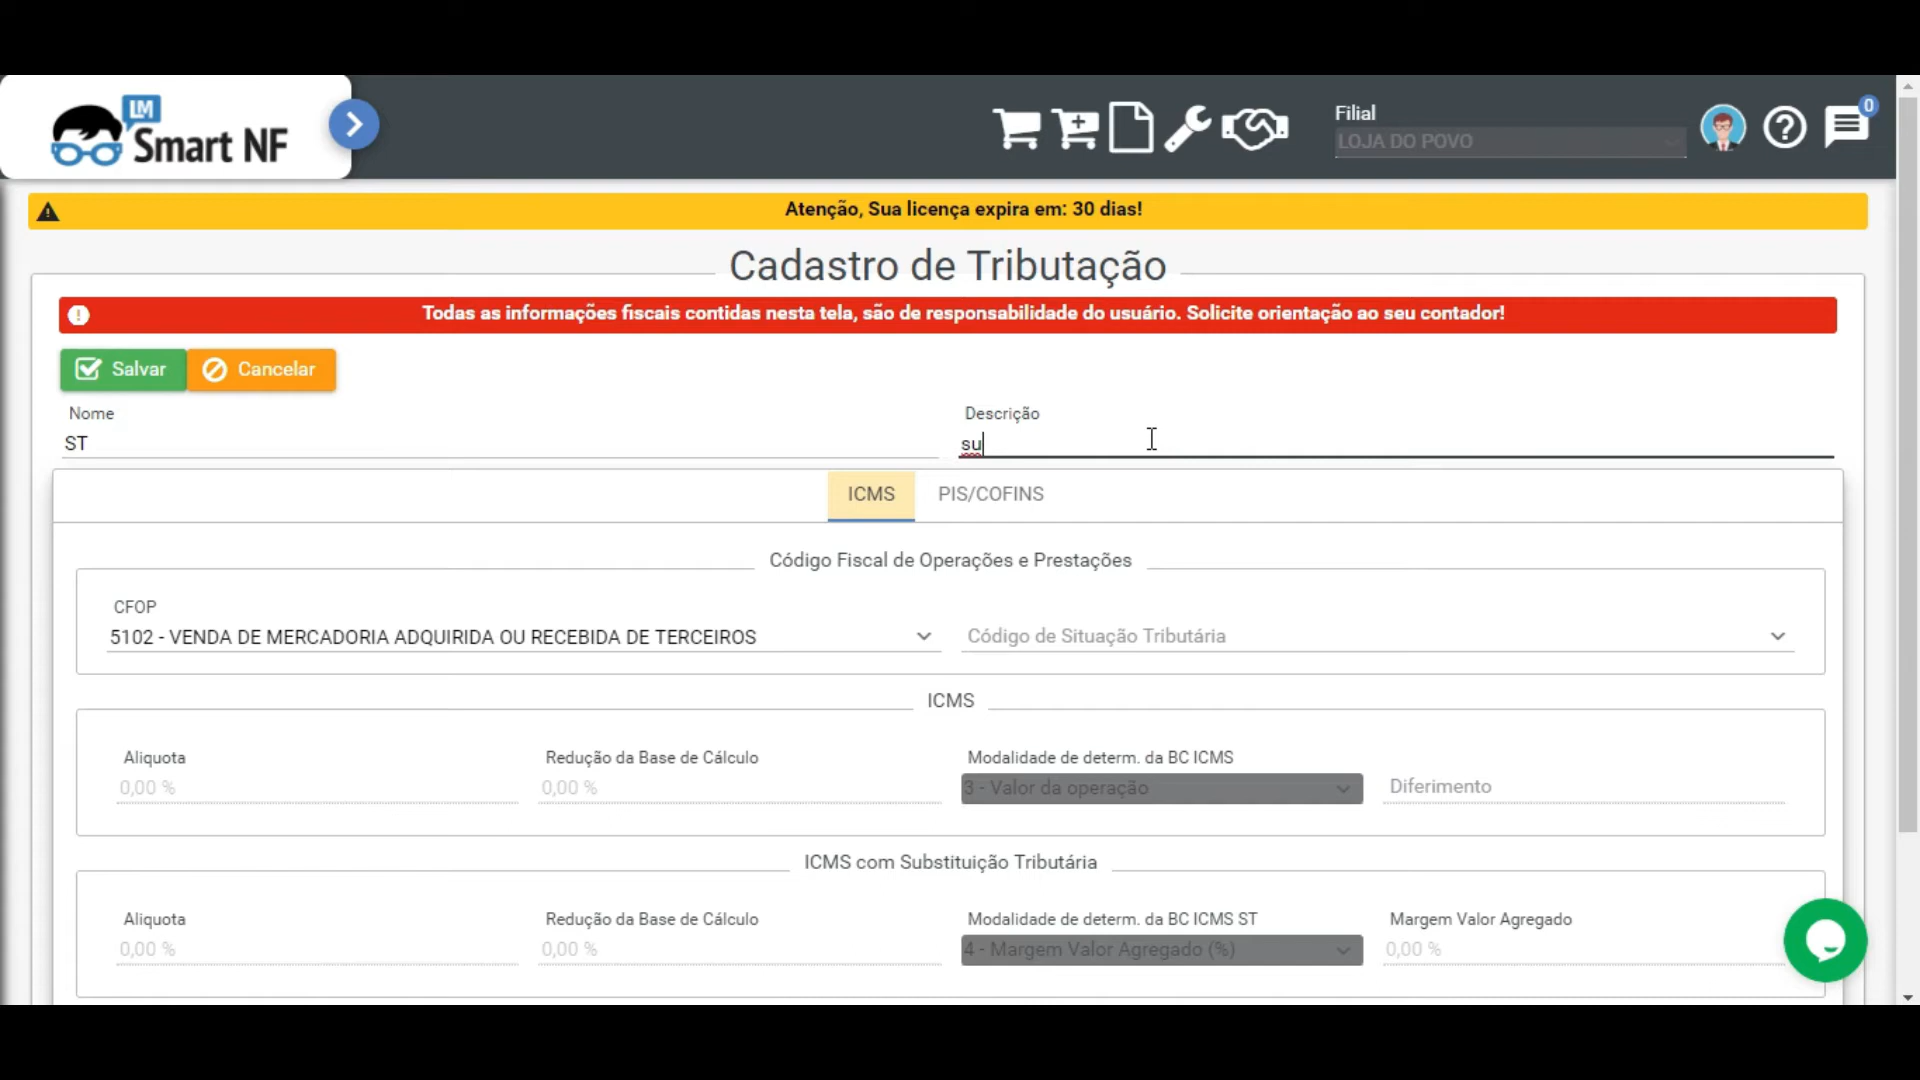 LM
Smart NF
Filial
LOJA DO POVO
0
Atenção, Sua licença expira em: 30 dias!
Cadastro de Tributação
Todas as informações fiscais contidas nesta tela, são de responsabilidade do usuário. Solicite orientação ao seu contador!
Salvar
Cancelar
Nome
Descrição
ST
su
ICMS
PIS/COFINS
Código Fiscal de Operações e Prestações
CFOP
5102 - VENDA DE MERCADORIA ADQUIRIDA OU RECEBIDA DE TERCEIROS
Código de Situação Tributária
ICMS
Aliquota
Redução da Base de Cálculo
Modalidade de determ. da BC ICMS
0,00 %
0,00 %
3 - Valor da operação
Diferimento
ICMS com Substituição Tributária
Aliquota
Redução da Base de Cálculo
Modalidade de determ. da BC ICMS ST
Margem Valor Agregado
0,00 %
0,00 %
4 - Margem Valor Agregado (%)
0,00 %